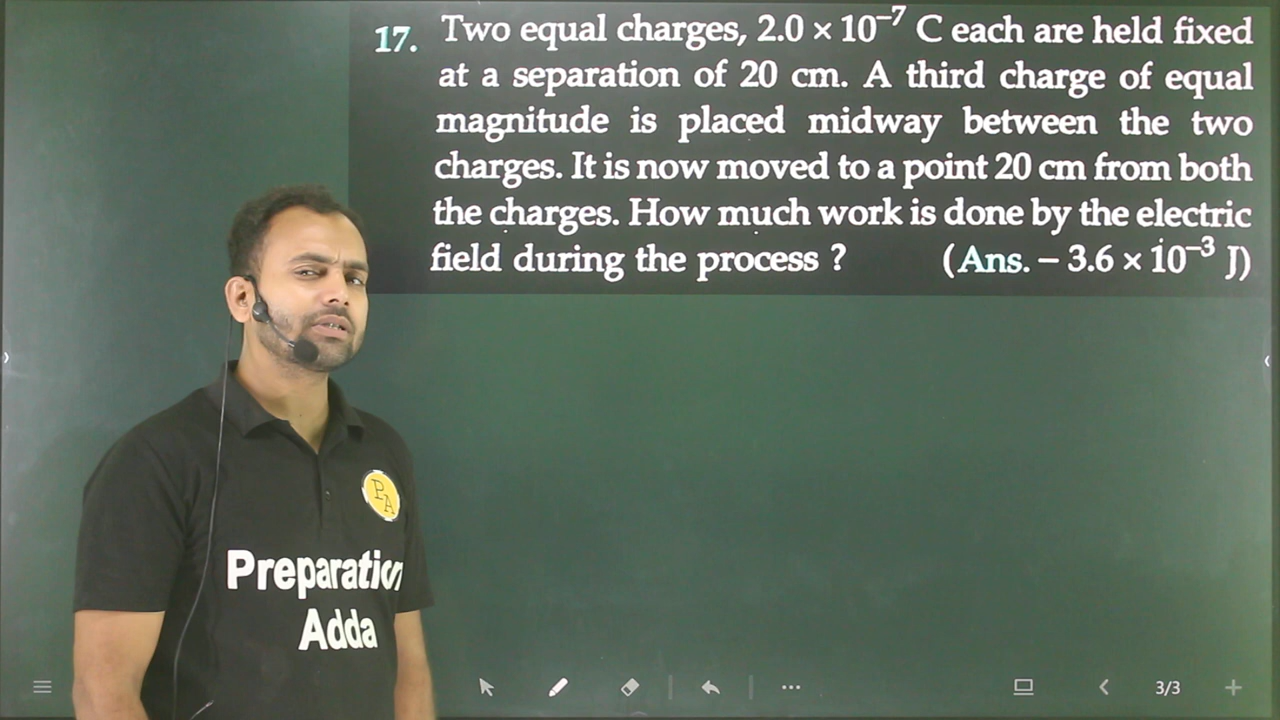 17. Two equal charges, 2.0 × 10⁻⁷ C each are held fixed
at a separation of 20 cm. A third charge of equal
magnitude is placed midway between the two
charges. It is now moved to a point 20 cm from both
the charges. How much work is done by the electric
field during the process ? (Ans. – 3.6 × 10⁻³ J)
PA
Preparation
Adda
3/3